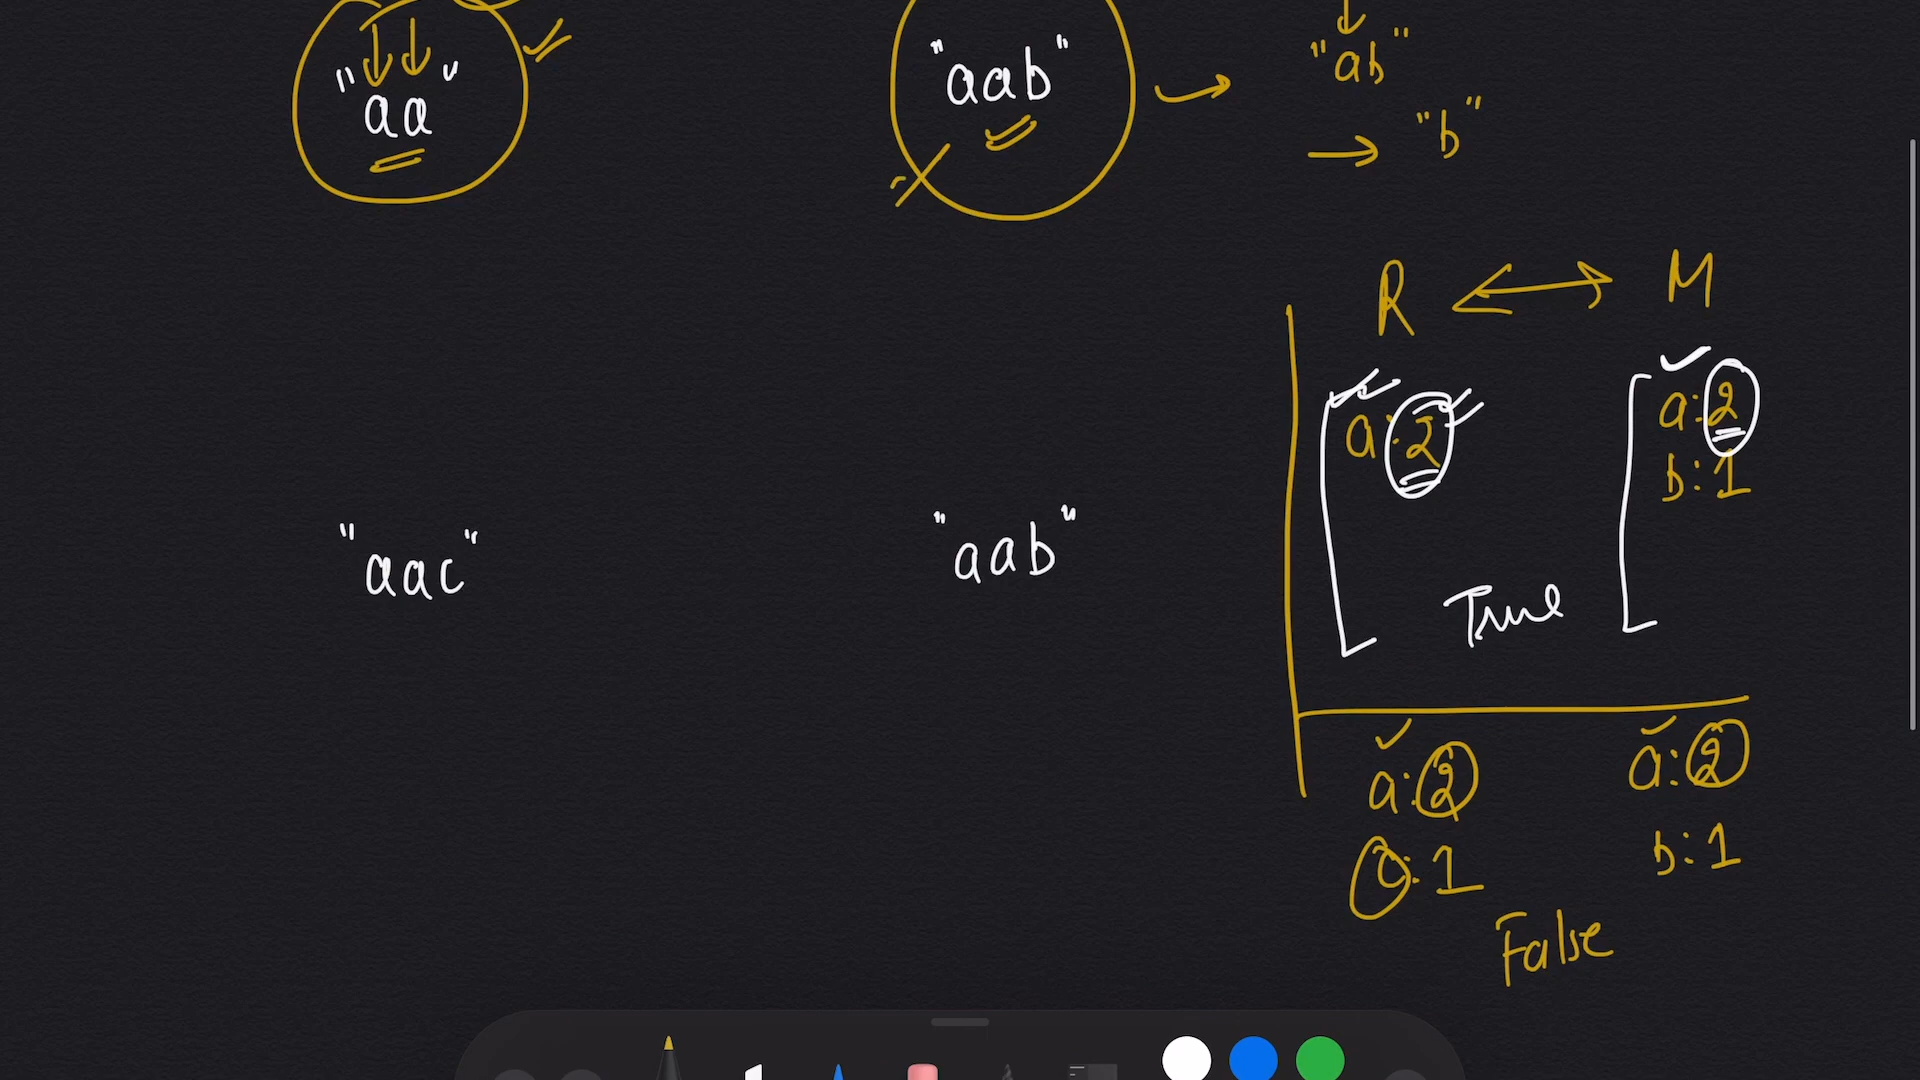 "aa"
"aab"
"ab"
"b"
R M
a:2 a:2
b:1
"aac" "aab"
True
a:2 a:2
c:1 b:1
False